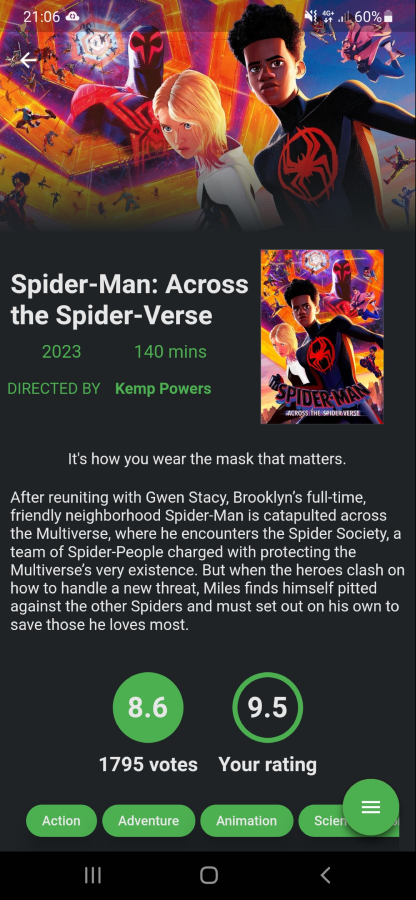 21:06 4G+ 60%
Spider-Man: Across
the Spider-Verse
2023 140 mins
DIRECTED BY Kemp Powers
SPIDER-MAN
ACROSS THE SPIDER-VERSE
It's how you wear the mask that matters.
After reuniting with Gwen Stacy, Brooklyn’s full-time,
friendly neighborhood Spider-Man is catapulted across
the Multiverse, where he encounters the Spider Society, a
team of Spider-People charged with protecting the
Multiverse’s very existence. But when the heroes clash on
how to handle a new threat, Miles finds himself pitted
against the other Spiders and must set out on his own to
save those he loves most.
8.6 9.5
1795 votes Your rating
Action Adventure Animation Scien